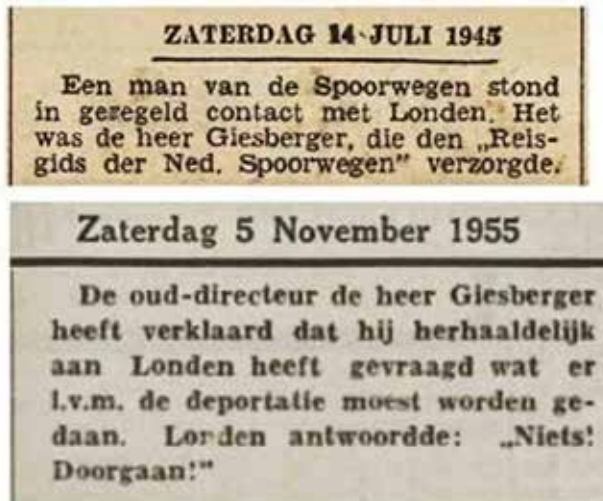 ZATERDAG 14 JULI 1945
Een man van de Spoorwegen stond
in geregeld contact met Londen. Het
was de heer Giesberger, die den „Reis-
gids der Ned. Spoorwegen" verzorgde.
Zaterdag 5 November 1955
De oud-directeur de heer Giesberger
heeft verklaard dat hij herhaaldelijk
aan Londen heeft gevraagd wat er
i.v.m. de deportatie moest worden ge-
daan. Londen antwoordde: „Niets!
Doorgaan!"